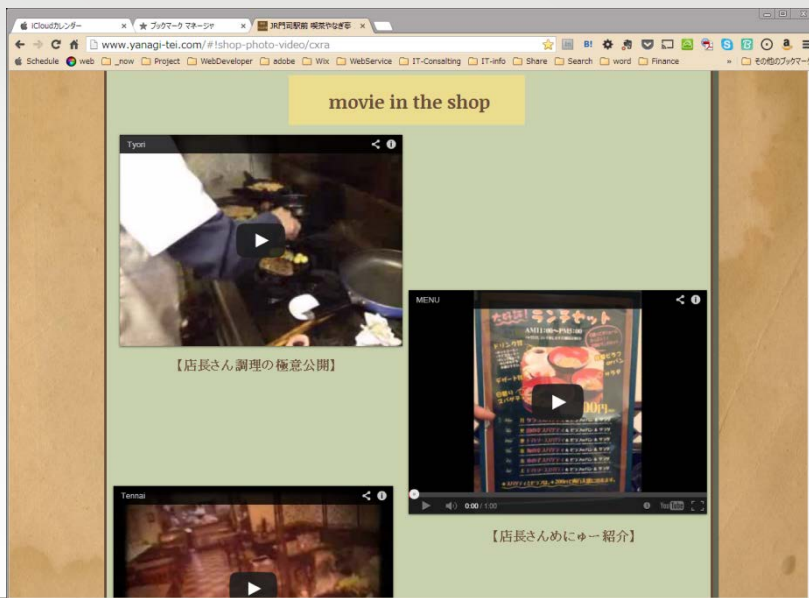 iCloudカレンダー
ブックマーク マネージャ
JR門司駅前 喫茶やなぎ亭
www.yanagi-tei.com/#!shop-photo-video/cxra
Schedule
web
_now
Project
WebDeveloper
adobe
Wix
WebService
IT-Consalting
IT-info
Share
Search
word
Finance
»
その他のブックマーク
movie in the shop
Tyori
【店長さん調理の極意公開】
MENU
ランチセット
AM11:00~PM5:00
サラダ
0:00 / 1:00
YouTube
【店長さんめにゅー紹介】
Tennai